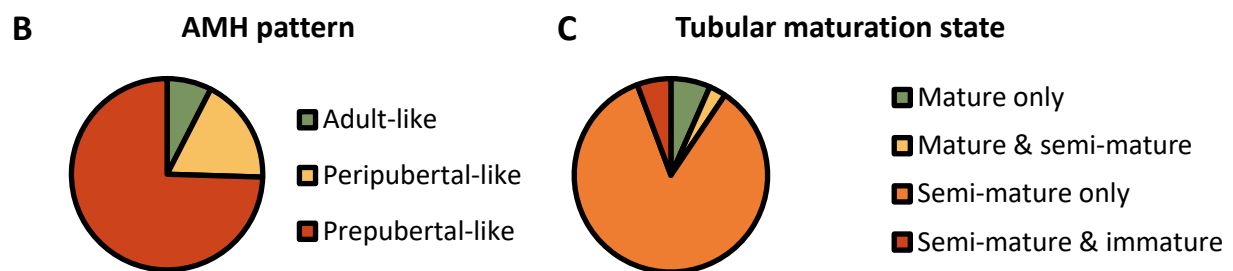 B AMH pattern
Adult-like
Peripubertal-like
Prepubertal-like
C Tubular maturation state
Mature only
Mature & semi-mature
Semi-mature only
Semi-mature & immature